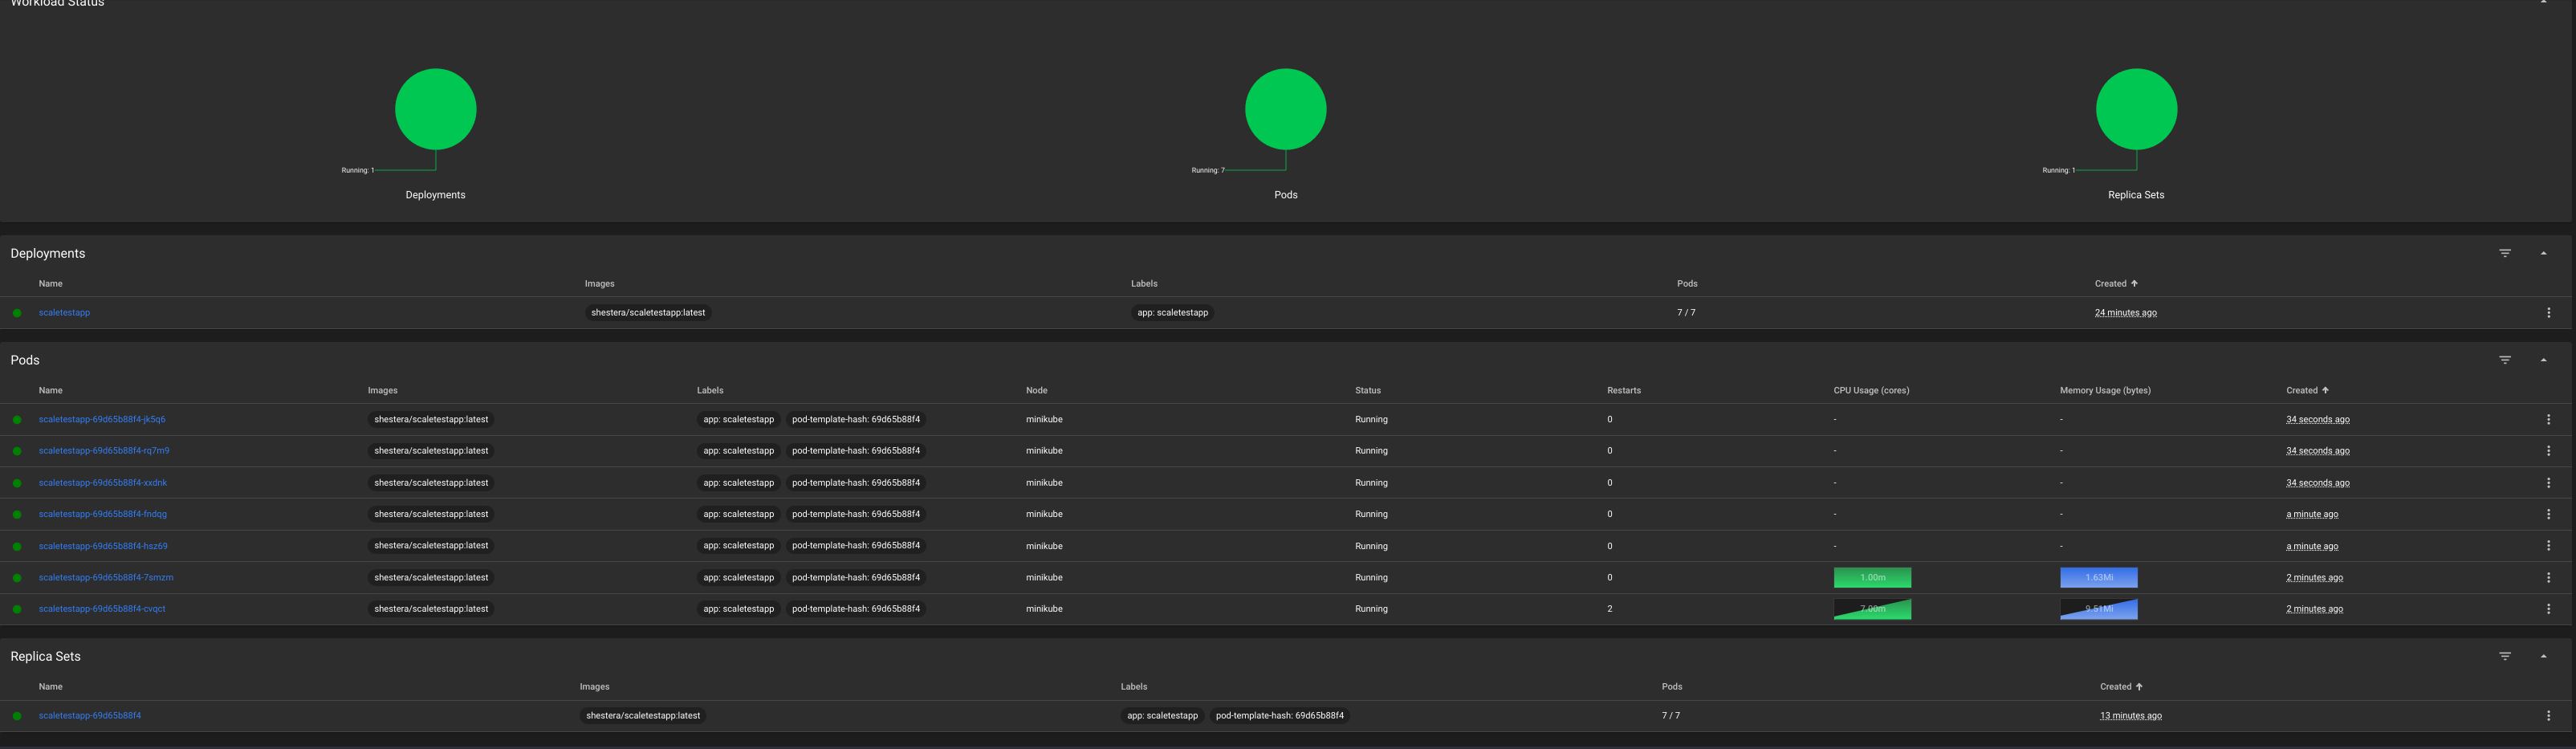 Workload Status
Running: 1
Running: 7
Running: 1
Deployments
Pods
Replica Sets
Deployments
Name Images Labels Pods Created
scaletestapp shestera/scaletestapp:latest app: scaletestapp 7 / 7 24 minutes ago
Pods
Name Images Labels Node Status Restarts CPU Usage (cores) Memory Usage (bytes) Created
scaletestapp-69d65b88f4-jk5q6 shestera/scaletestapp:latest app: scaletestapp pod-template-hash: 69d65b88f4 minikube Running 0 - - 34 seconds ago
scaletestapp-69d65b88f4-rq7m9 shestera/scaletestapp:latest app: scaletestapp pod-template-hash: 69d65b88f4 minikube Running 0 - - 34 seconds ago
scaletestapp-69d65b88f4-xxdnk shestera/scaletestapp:latest app: scaletestapp pod-template-hash: 69d65b88f4 minikube Running 0 - - 34 seconds ago
scaletestapp-69d65b88f4-fndqg shestera/scaletestapp:latest app: scaletestapp pod-template-hash: 69d65b88f4 minikube Running 0 - - a minute ago
scaletestapp-69d65b88f4-hsz69 shestera/scaletestapp:latest app: scaletestapp pod-template-hash: 69d65b88f4 minikube Running 0 - - a minute ago
scaletestapp-69d65b88f4-7smzm shestera/scaletestapp:latest app: scaletestapp pod-template-hash: 69d65b88f4 minikube Running 0 1.00m 1.63Mi 2 minutes ago
scaletestapp-69d65b88f4-cvqct shestera/scaletestapp:latest app: scaletestapp pod-template-hash: 69d65b88f4 minikube Running 2 7.00m 9.51Mi 2 minutes ago
Replica Sets
Name Images Labels Pods Created
scaletestapp-69d65b88f4 shestera/scaletestapp:latest app: scaletestapp pod-template-hash: 69d65b88f4 7 / 7 13 minutes ago